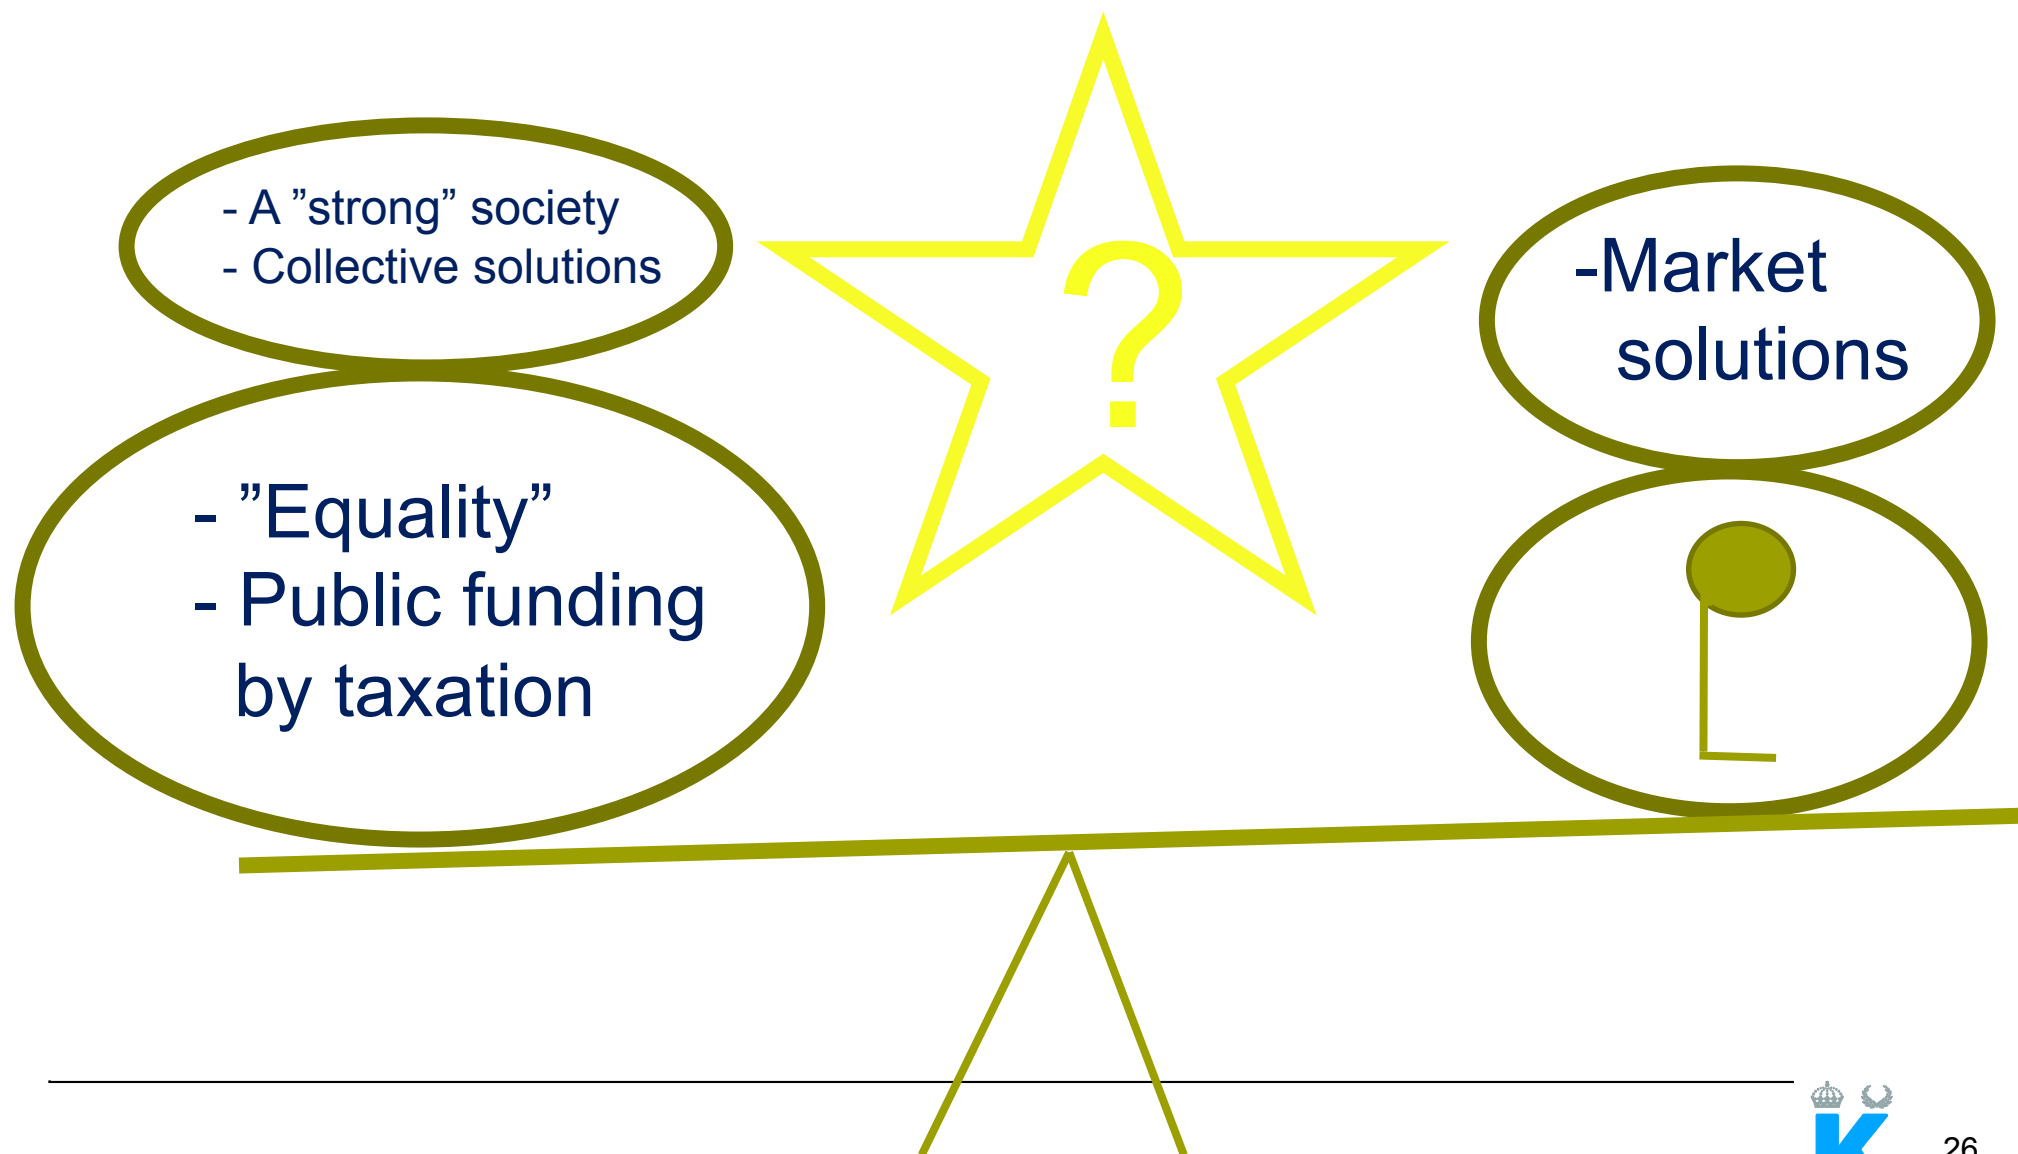 - A ”strong” society
- Collective solutions
- ”Equality”
- Public funding
by taxation
?
-Market
solutions
K
26